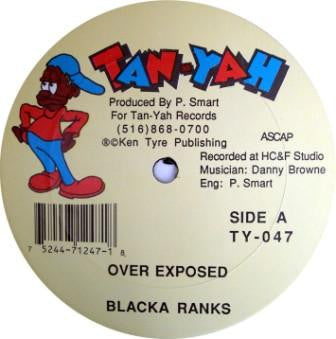 TAN-YAH
Produced By P. Smart
For Tan-Yah Records
(516)868-0700
®©Ken Tyre Publishing
ASCAP
Recorded at HC&F Studio
Musician: Danny Browne
Eng: P. Smart
SIDE A
TY-047
7 52447-71247-1 8
OVER EXPOSED
BLACKA RANKS